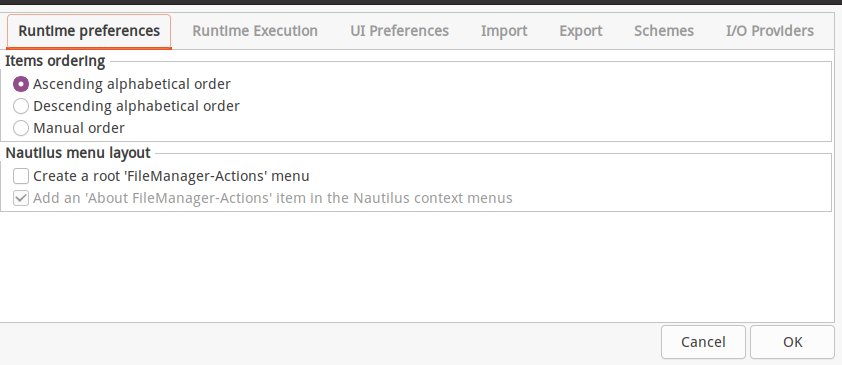 Runtime preferences Runtime Execution UI Preferences Import Export Schemes I/O Providers
Items ordering
Ascending alphabetical order
Descending alphabetical order
Manual order
Nautilus menu layout
Create a root 'FileManager-Actions' menu
Add an 'About FileManager-Actions' item in the Nautilus context menus
Cancel OK